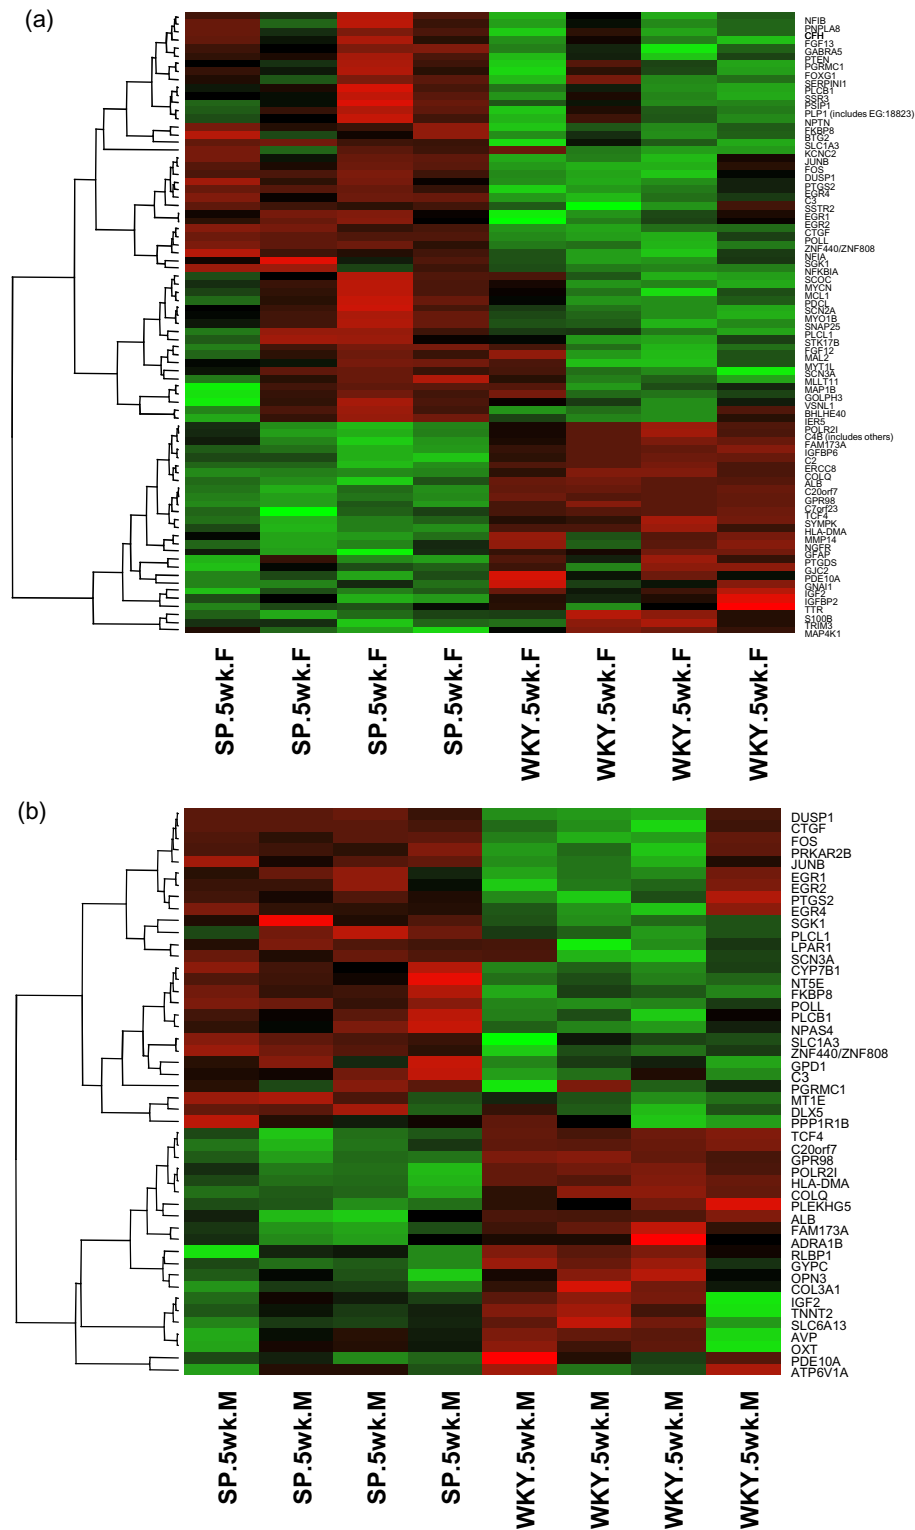 (a)
NFIB
PNPLA8
CFH
FGF13
GABRA5
PTEN
PGRMC1
FOXG1
SERPINI1
PLCB1
SSR3
PSIP1
PLP1 (includes EG:18823)
NPTN
FKBP8
BTG2
SLC1A3
KCNC2
JUNB
FOS
DUSP1
PTGS2
EGR4
C3
SSTR2
EGR1
EGR2
CTGF
POLL
ZNF440/ZNF808
NFIA
SGK1
NFKBIA
SCOC
MYCN
MCL1
PDCL
SCN2A
MYO1B
SNAP25
PLCL1
STK17B
FGF12
MAL2
MYT1L
SCN3A
MLLT11
MAP1B
GOLPH3
VSNL1
BHLHE40
IER5
POLR2I
C4B (includes others)
FAM173A
IGFBP6
C2
ERCC8
COLQ
ALB
C20orf7
GPR98
C7orf23
TCF4
SYMPK
HLA-DMA
MMP14
NGFR
GFAP
PTGDS
GJC2
PDE10A
GNAI1
IGF2
IGFBP2
TTR
S100B
TRIM3
MAP4K1
SP.5wk.F
SP.5wk.F
SP.5wk.F
SP.5wk.F
WKY.5wk.F
WKY.5wk.F
WKY.5wk.F
WKY.5wk.F
(b)
DUSP1
CTGF
FOS
PRKAR2B
JUNB
EGR1
EGR2
PTGS2
EGR4
SGK1
PLCL1
LPAR1
SCN3A
CYP7B1
NT5E
FKBP8
POLL
PLCB1
NPAS4
SLC1A3
ZNF440/ZNF808
GPD1
C3
PGRMC1
MT1E
DLX5
PPP1R1B
TCF4
C20orf7
GPR98
POLR2I
HLA-DMA
COLQ
PLEKHG5
ALB
FAM173A
ADRA1B
RLBP1
GYPC
OPN3
COL3A1
IGF2
TNNT2
SLC6A13
AVP
OXT
PDE10A
ATP6V1A
SP.5wk.M
SP.5wk.M
SP.5wk.M
SP.5wk.M
WKY.5wk.M
WKY.5wk.M
WKY.5wk.M
WKY.5wk.M